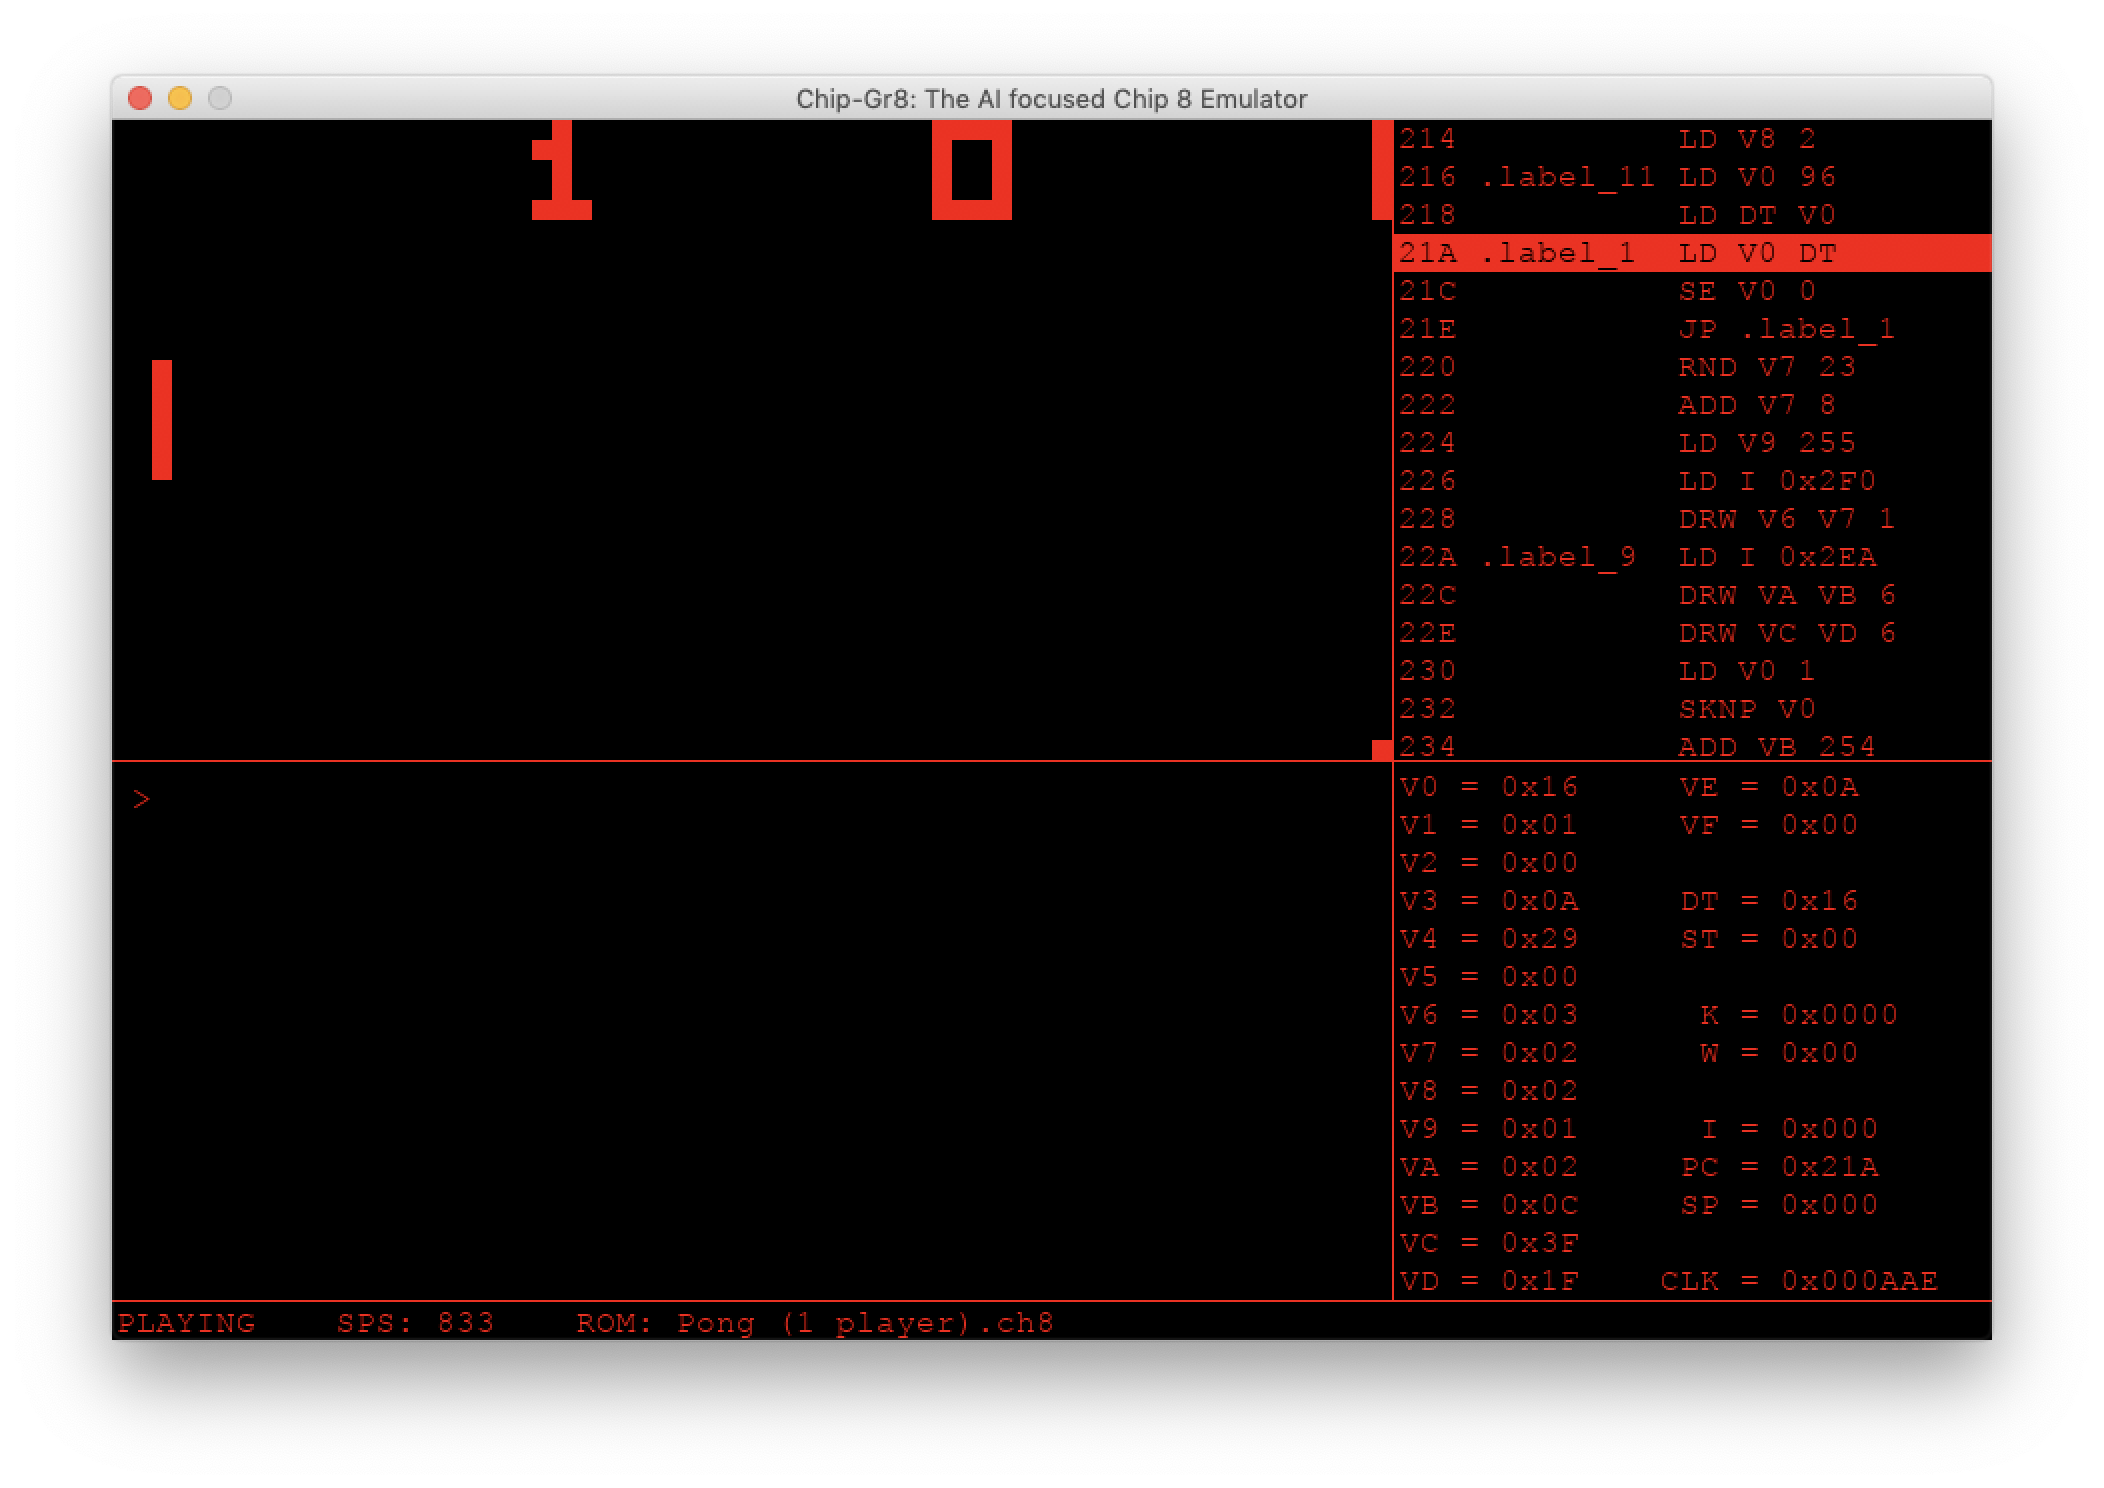 Chip-Gr8: The AI focused Chip 8 Emulator
1 0
214 LD V8 2
216 .label_11 LD V0 96
218 LD DT V0
21A .label_1 LD V0 DT
21C SE V0 0
21E JP .label_1
220 RND V7 23
222 ADD V7 8
224 LD V9 255
226 LD I 0x2F0
228 DRW V6 V7 1
22A .label_9 LD I 0x2EA
22C DRW VA VB 6
22E DRW VC VD 6
230 LD V0 1
232 SKNP V0
234 ADD VB 254
>
V0 = 0x16 VE = 0x0A
V1 = 0x01 VF = 0x00
V2 = 0x00
V3 = 0x0A DT = 0x16
V4 = 0x29 ST = 0x00
V5 = 0x00
V6 = 0x03 K = 0x0000
V7 = 0x02 W = 0x00
V8 = 0x02
V9 = 0x01 I = 0x000
VA = 0x02 PC = 0x21A
VB = 0x0C SP = 0x000
VC = 0x3F
VD = 0x1F CLK = 0x000AAE
PLAYING SPS: 833 ROM: Pong (1 player).ch8